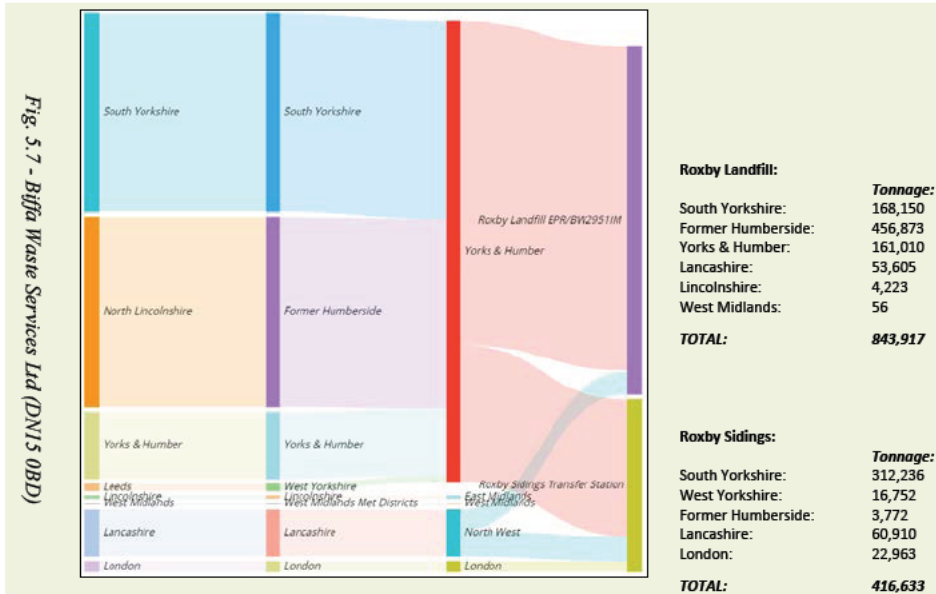 Fig. 5.7 - Biffa Waste Services Ltd (DN15 0BD)
South Yorkshire
North Lincolnshire
Yorks & Humber
Leeds
Lincolnshire
West Midlands
Lancashire
London
South Yorkshire
Former Humberside
Yorks & Humber
West Yorkshire
Lincolnshire
West Midlands Met Districts
Lancashire
London
Yorks & Humber
East Midlands
West Midlands
North West
London
Roxby Landfill EPR/BW2951IM
Roxby Sidings Transfer Station
Roxby Landfill:
Tonnage:
South Yorkshire: 168,150
Former Humberside: 456,873
Yorks & Humber: 161,010
Lancashire: 53,605
Lincolnshire: 4,223
West Midlands: 56
TOTAL: 843,917
Roxby Sidings:
Tonnage:
South Yorkshire: 312,236
West Yorkshire: 16,752
Former Humberside: 3,772
Lancashire: 60,910
London: 22,963
TOTAL: 416,633